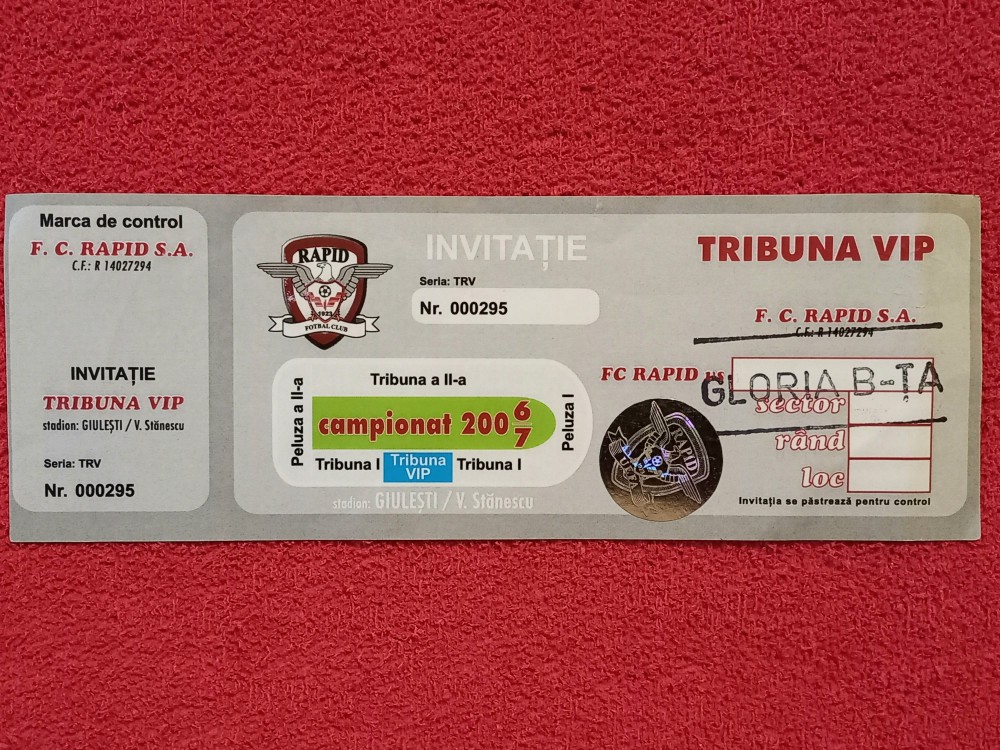 Marca de control
F. C. RAPID S.A.
C.F.: R 14027294
INVITAȚIE
TRIBUNA VIP
stadion: GIULEȘTI / V. Stănescu
Seria: TRV
Nr. 000295
RAPID
1923
FOTBAL CLUB
INVITAȚIE
Seria: TRV
Nr. 000295
TRIBUNA VIP
F. C. RAPID S.A.
C.F.: R 14027294
Tribuna a II-a
Peluza a II-a
campionat 2006/7
Peluza I
Tribuna I Tribuna VIP Tribuna I
stadion: GIULEȘTI / V. Stănescu
FC RAPID vs
GLORIA B-ȚA
sector
rând
loc
Invitația se păstrează pentru control
RAPID